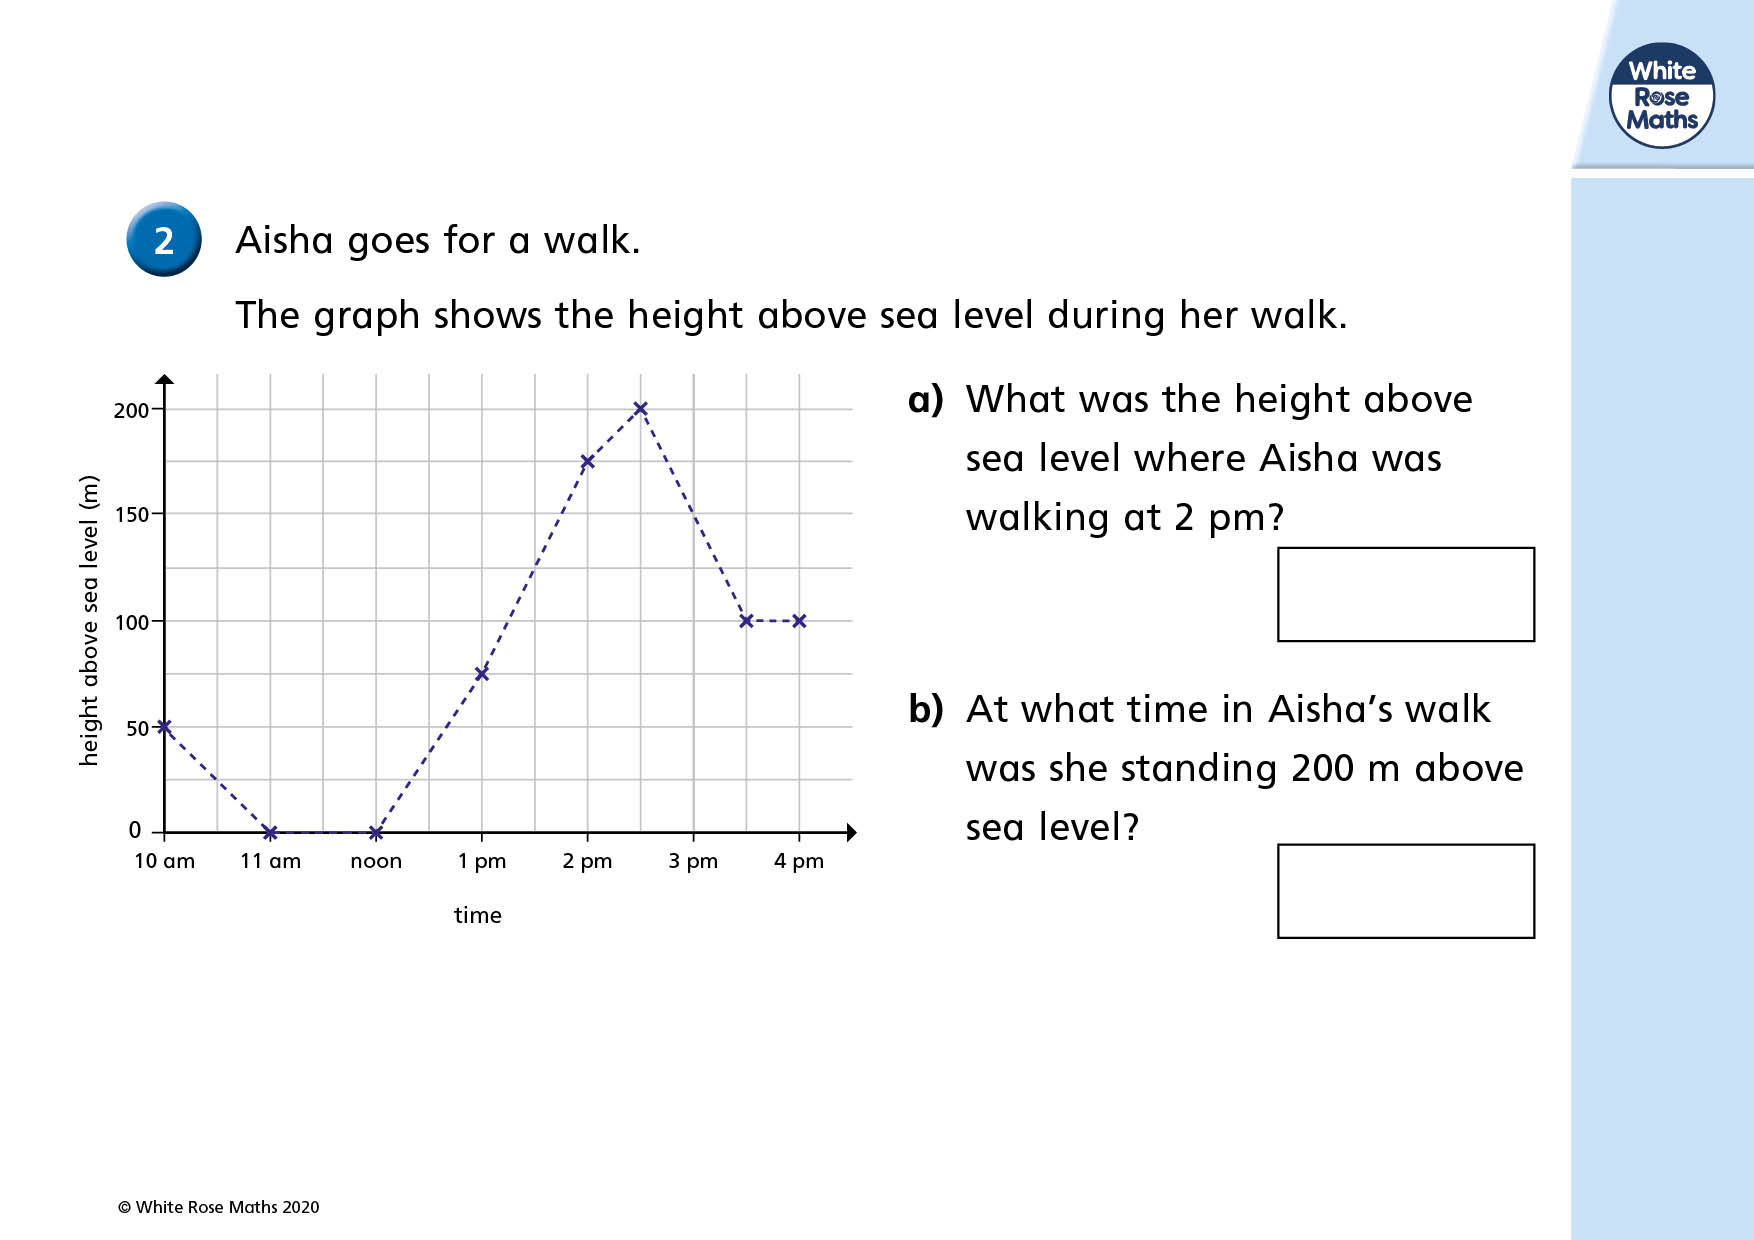 White
Rose
Maths
2 Aisha goes for a walk.
The graph shows the height above sea level during her walk.
height above sea level (m)
200
150
100
50
0
10 am 11 am noon 1 pm 2 pm 3 pm 4 pm
time
a) What was the height above
sea level where Aisha was
walking at 2 pm?
b) At what time in Aisha’s walk
was she standing 200 m above
sea level?
© White Rose Maths 2020